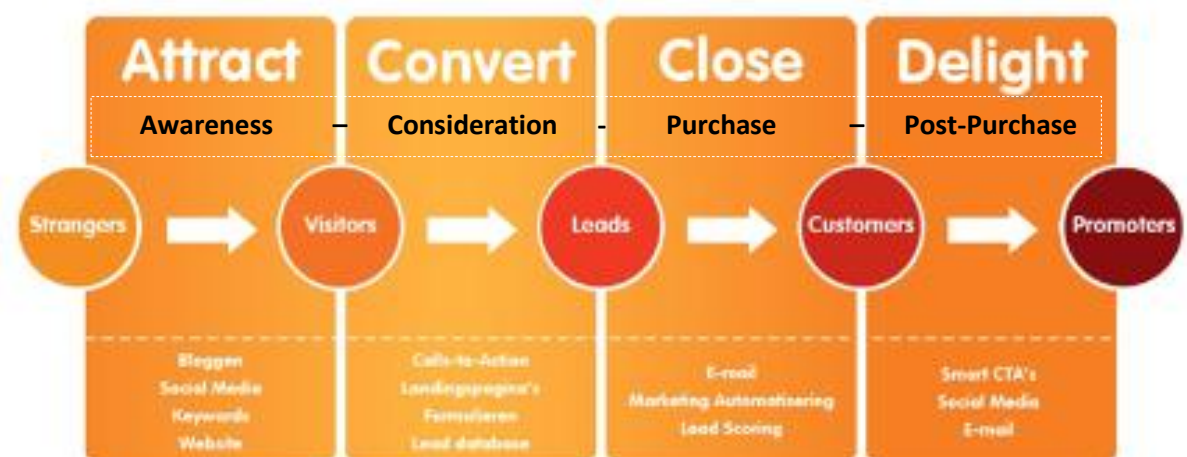 Attract Convert Close Delight
Awareness – Consideration - Purchase – Post-Purchase
Strangers Visitors Leads Customers Promoters
Bloggen
Social Media
Keywords
Website
Calls-to-Action
Landingspagina's
Formulieren
Lead database
E-mail
Marketing Automatisering
Lead Scoring
Smart CTA's
Social Media
E-mail